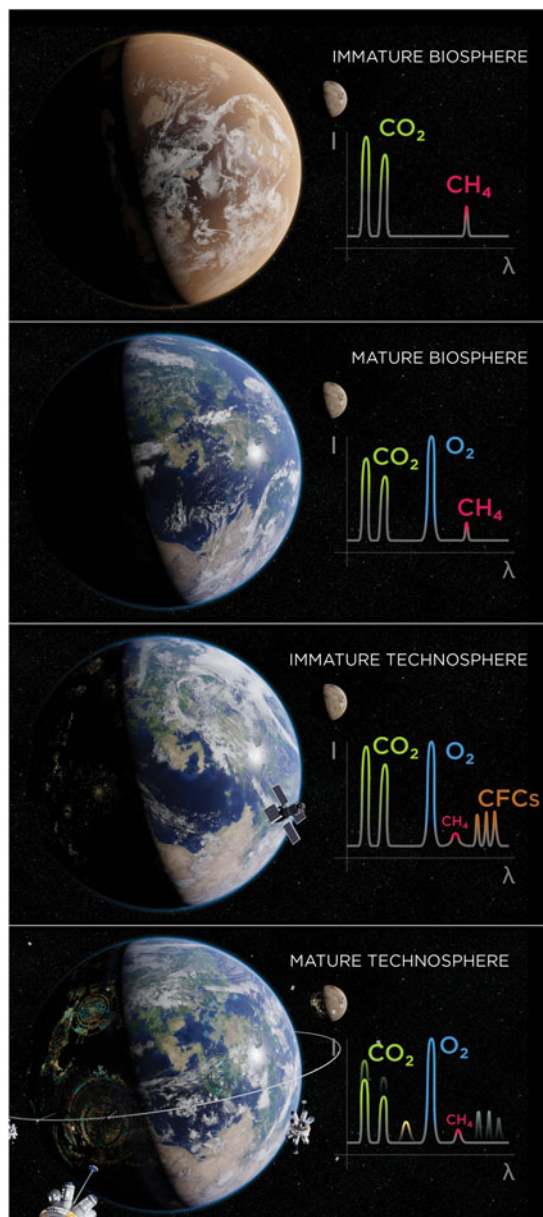 IMMATURE BIOSPHERE
I
CO₂
CH₄
λ
MATURE BIOSPHERE
I
CO₂
O₂
CH₄
λ
IMMATURE TECHNOSPHERE
I
CO₂
O₂
CH₄
CFCs
λ
MATURE TECHNOSPHERE
I
CO₂
O₂
CH₄
λ